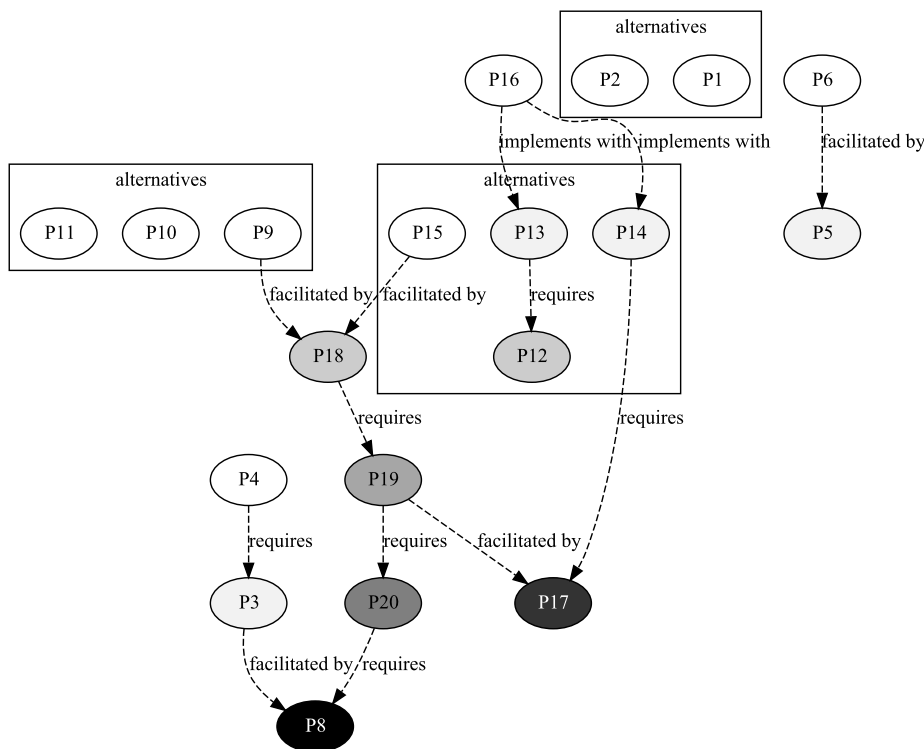 alternatives
P16 P2 P1 P6
implements with implements with facilitated by
alternatives alternatives
P11 P10 P9 P15 P13 P14 P5
facilitated by facilitated by requires
P18 P12
requires requires
P4 P19
requires requires facilitated by
P3 P20 P17
facilitated by requires
P8